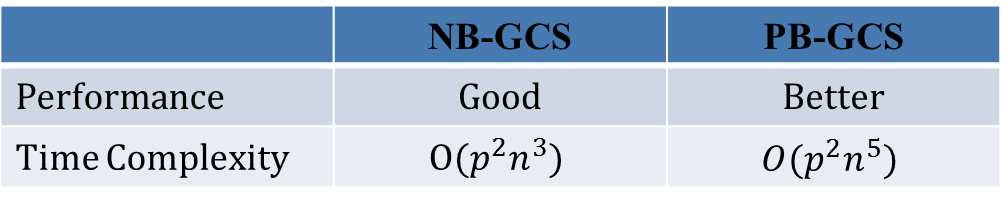 NB-GCS PB-GCS
Performance Good Better
Time Complexity O(p²n³) O(p²n⁵)